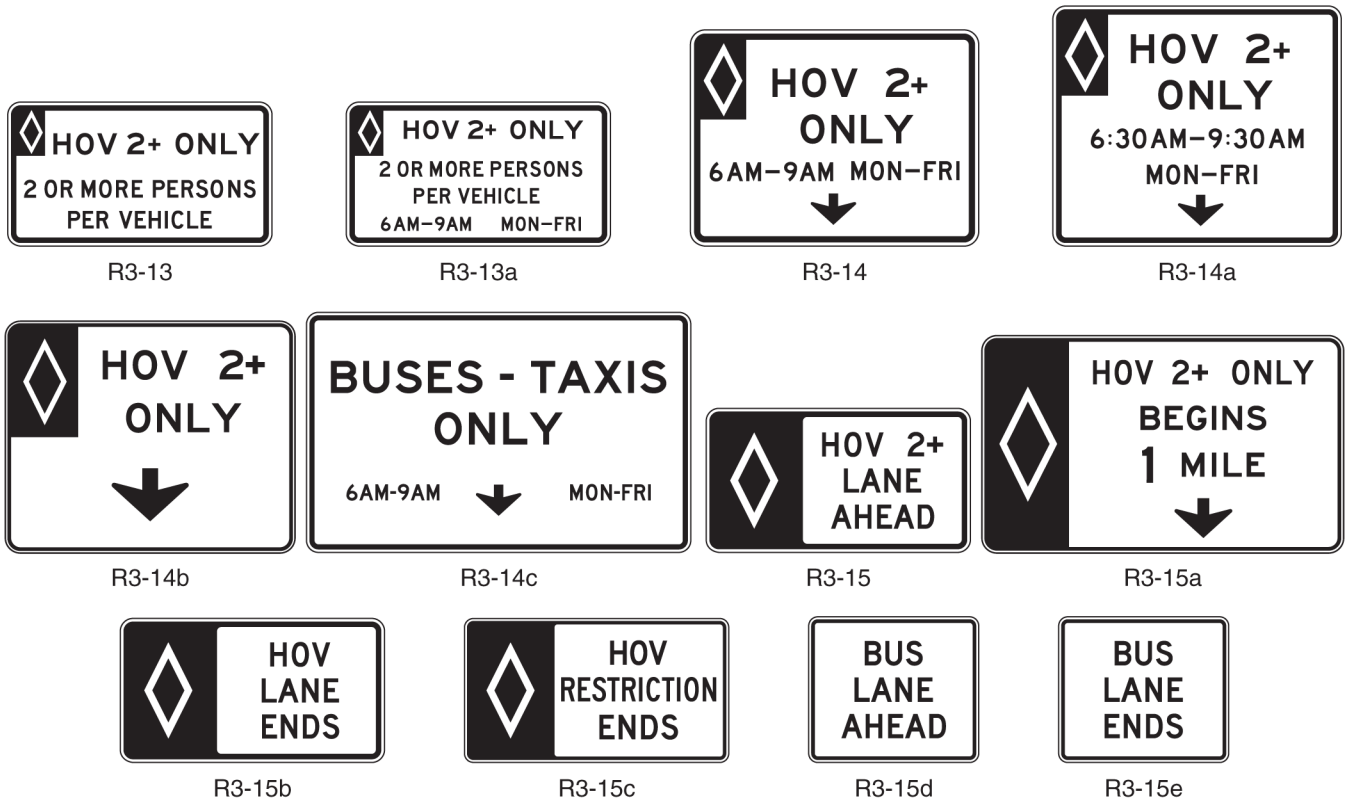 HOV 2+ ONLY
2 OR MORE PERSONS
PER VEHICLE
R3-13
HOV 2+ ONLY
2 OR MORE PERSONS
PER VEHICLE
6AM–9AM MON–FRI
R3-13a
HOV 2+
ONLY
6AM–9AM MON–FRI
R3-14
HOV 2+
ONLY
6:30AM–9:30AM
MON–FRI
R3-14a
HOV 2+
ONLY
R3-14b
BUSES - TAXIS
ONLY
6AM-9AM MON-FRI
R3-14c
HOV 2+
LANE
AHEAD
R3-15
HOV 2+ ONLY
BEGINS
1 MILE
R3-15a
HOV
LANE
ENDS
R3-15b
HOV
RESTRICTION
ENDS
R3-15c
BUS
LANE
AHEAD
R3-15d
BUS
LANE
ENDS
R3-15e